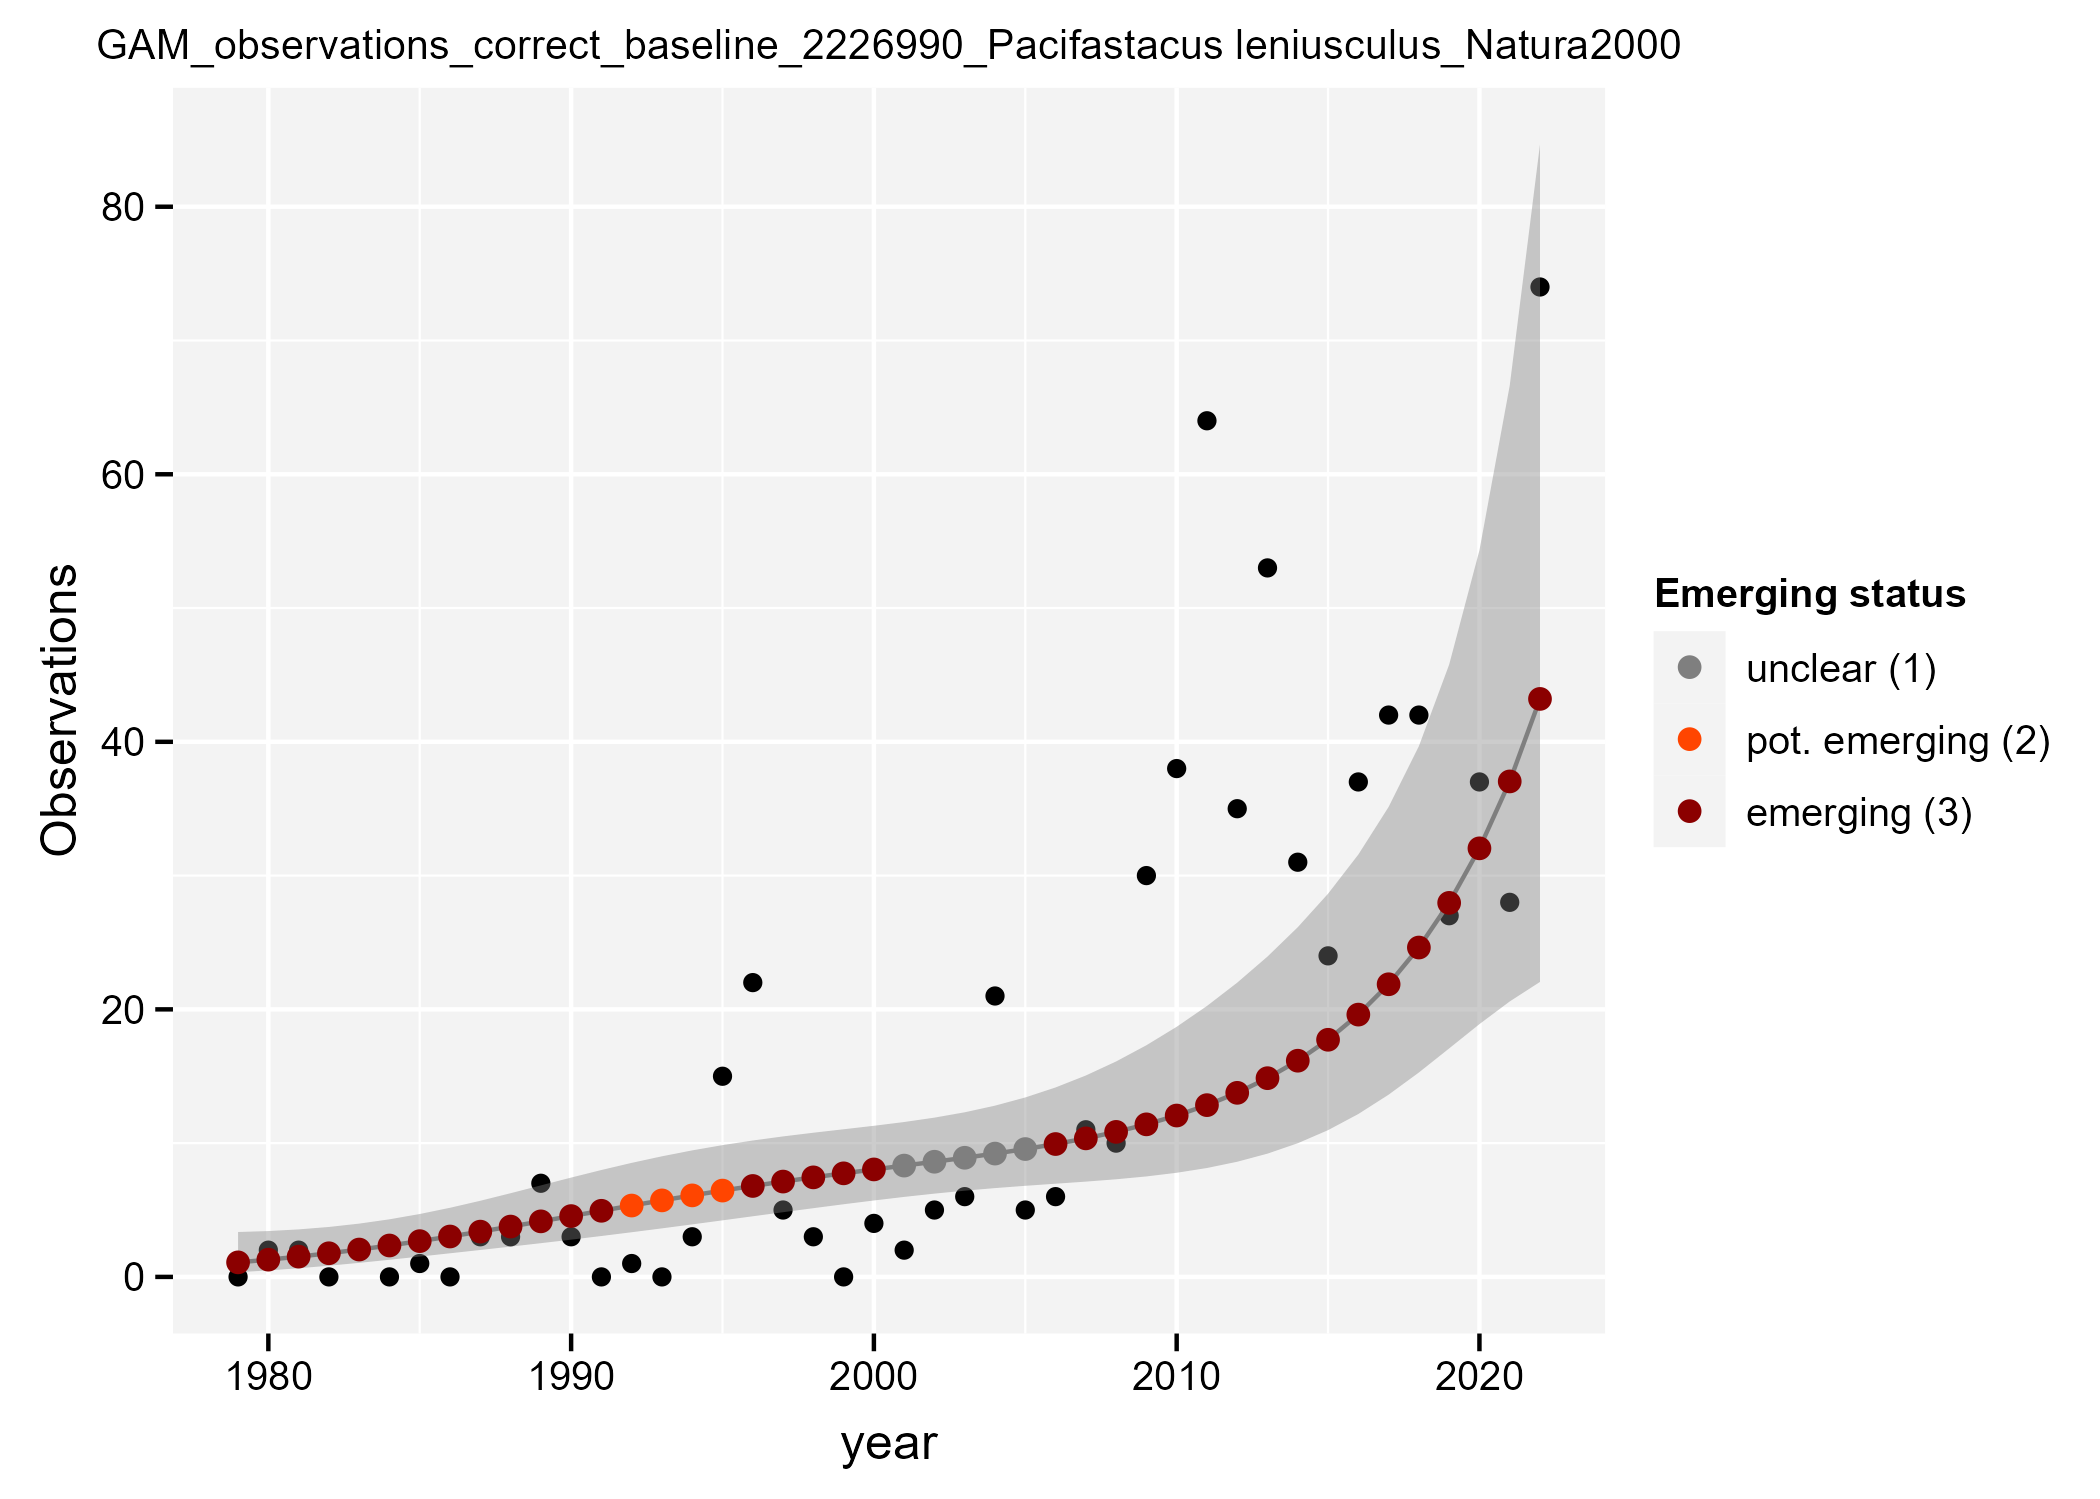 GAM_observations_correct_baseline_2226990_Pacifastacus leniusculus_Natura2000
80
60
40
20
0
Observations
1980 1990 2000 2010 2020
year
Emerging status
unclear (1)
pot. emerging (2)
emerging (3)